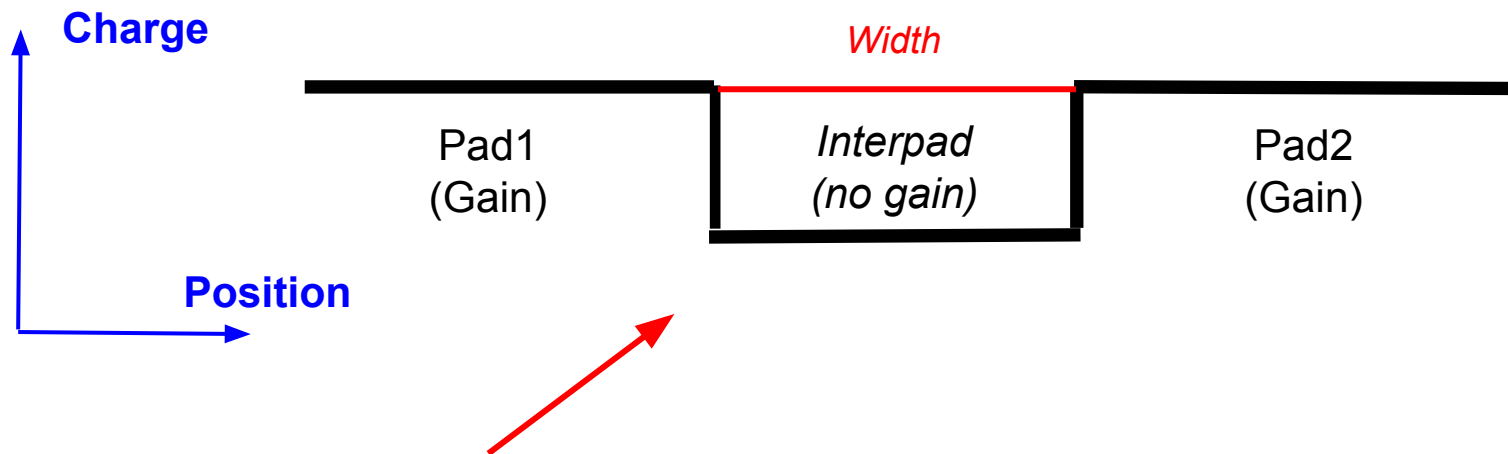 Charge
Width
Pad1
(Gain)
Interpad
(no gain)
Pad2
(Gain)
Position